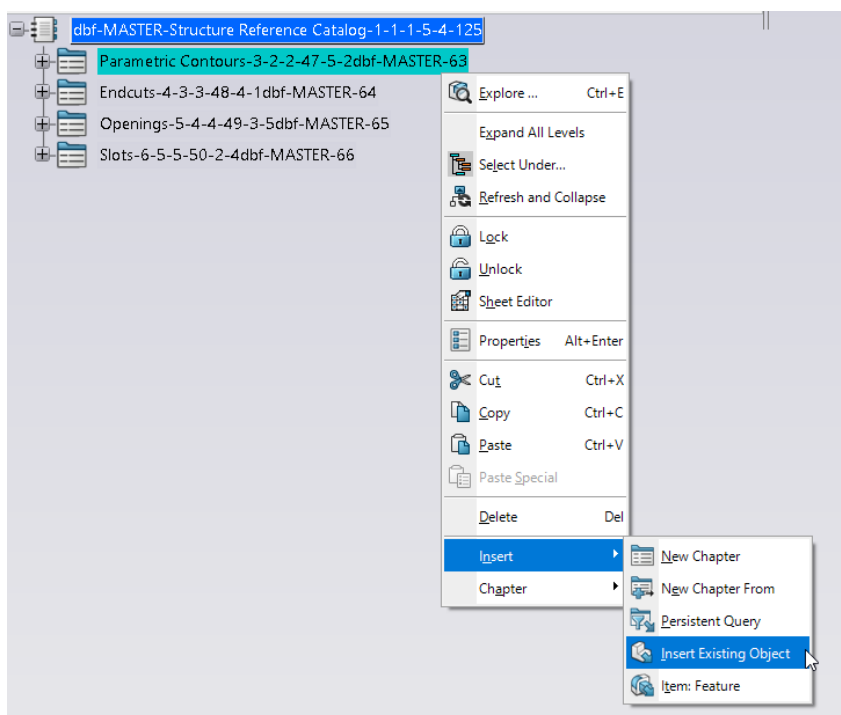 dbf-MASTER-Structure Reference Catalog-1-1-1-5-4-125
Parametric Contours-3-2-2-47-5-2dbf-MASTER-63
Endcuts-4-3-3-48-4-1dbf-MASTER-64
Openings-5-4-4-49-3-5dbf-MASTER-65
Slots-6-5-5-50-2-4dbf-MASTER-66
Explore ... Ctrl+E
Expand All Levels
Select Under...
Refresh and Collapse
Lock
Unlock
Sheet Editor
Properties Alt+Enter
Cut Ctrl+X
Copy Ctrl+C
Paste Ctrl+V
Paste Special
Delete Del
Insert
Chapter
New Chapter
New Chapter From
Persistent Query
Insert Existing Object
Item: Feature